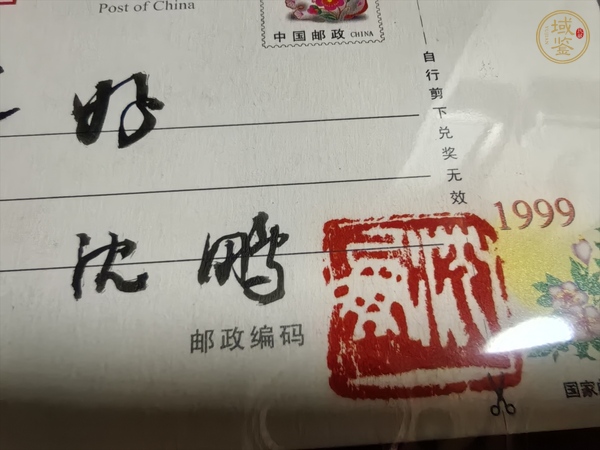 Post of China
中国邮政 CHINA
域鉴
自行剪下兑奖无效
好
沈鹏
1999
邮政编码
国家